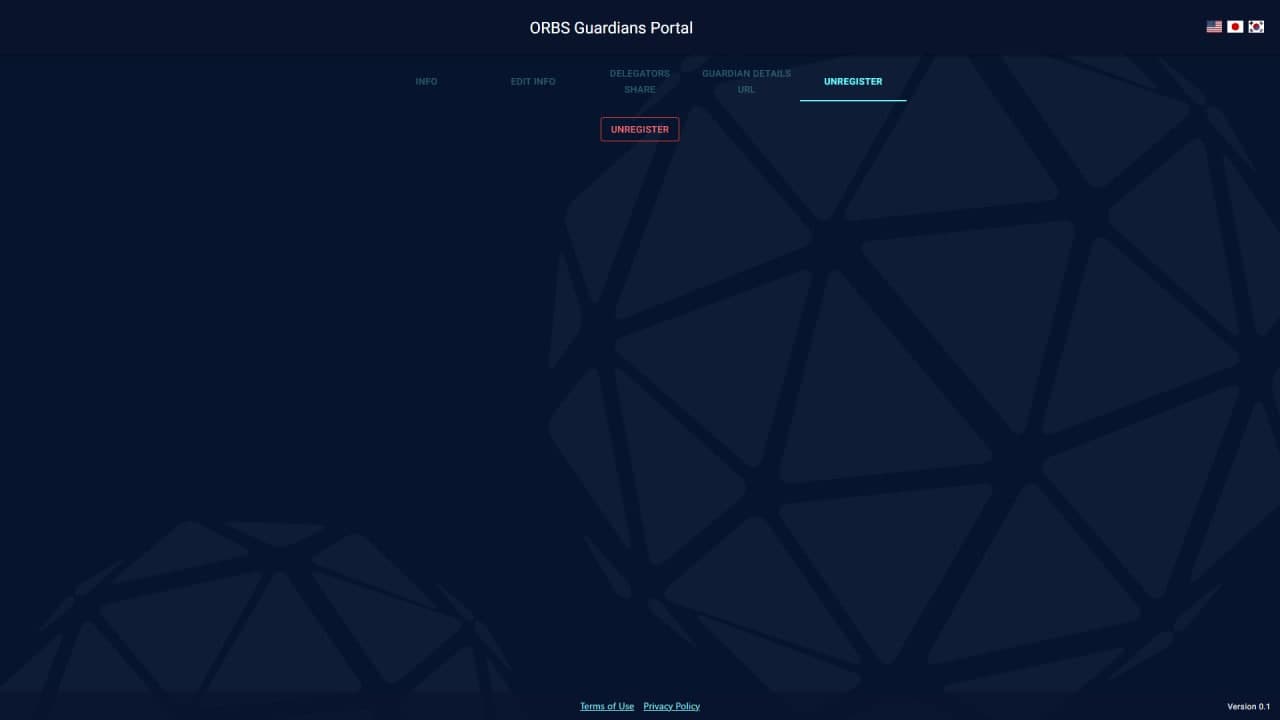 ORBS Guardians Portal
INFO
EDIT INFO
DELEGATORS
SHARE
GUARDIAN DETAILS
URL
UNREGISTER
UNREGISTER
Terms of Use Privacy Policy
Version 0.1